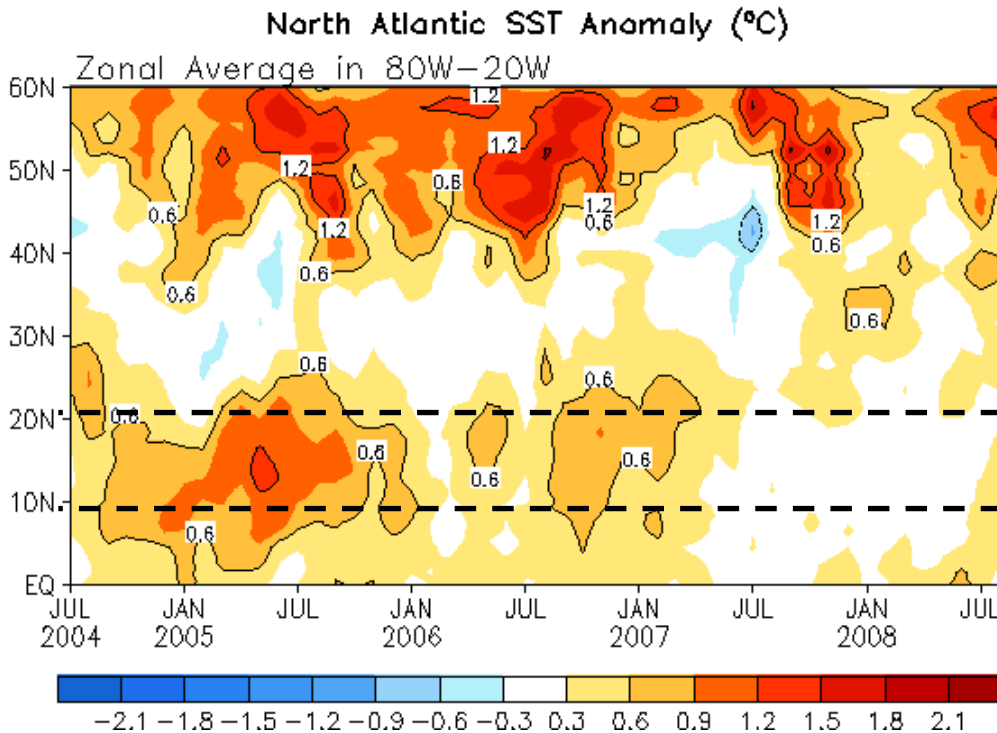 North Atlantic SST Anomaly (°C)
Zonal Average in 80W-20W
60N
1.2
50N
1.2
1.2
0.6
0.6
1.2
0.6
1.2
1.2
0.6
40N
0.6
0.6
30N
0.6
0.6
0.6
20N
0.6
0.6
0.6
0.6
10N
0.6
EQ
JUL JAN JUL JAN JUL JAN JUL JAN JUL
2004 2005 2006 2007 2008
-2.1 -1.8 -1.5 -1.2 -0.9 -0.6 -0.3 0.3 0.6 0.9 1.2 1.5 1.8 2.1